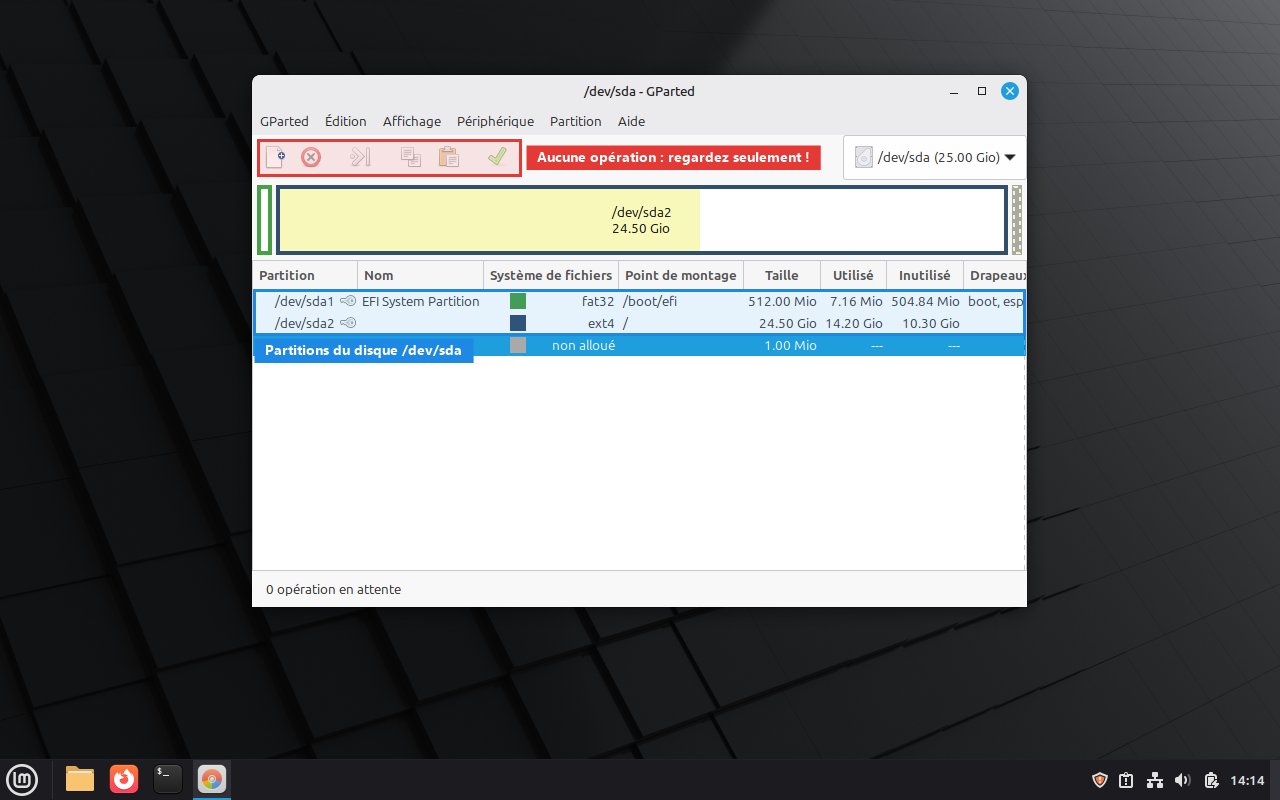 /dev/sda - GParted
GParted Édition Affichage Périphérique Partition Aide
Aucune opération : regardez seulement !
/dev/sda (25.00 Gio)
/dev/sda2
24.50 Gio
Partition Nom Système de fichiers Point de montage Taille Utilisé Inutilisé Drapeaux
/dev/sda1 EFI System Partition fat32 /boot/efi 512.00 Mio 7.16 Mio 504.84 Mio boot, esp
/dev/sda2 ext4 / 24.50 Gio 14.20 Gio 10.30 Gio
non alloué 1.00 Mio --- ---
Partitions du disque /dev/sda
0 opération en attente
14:14